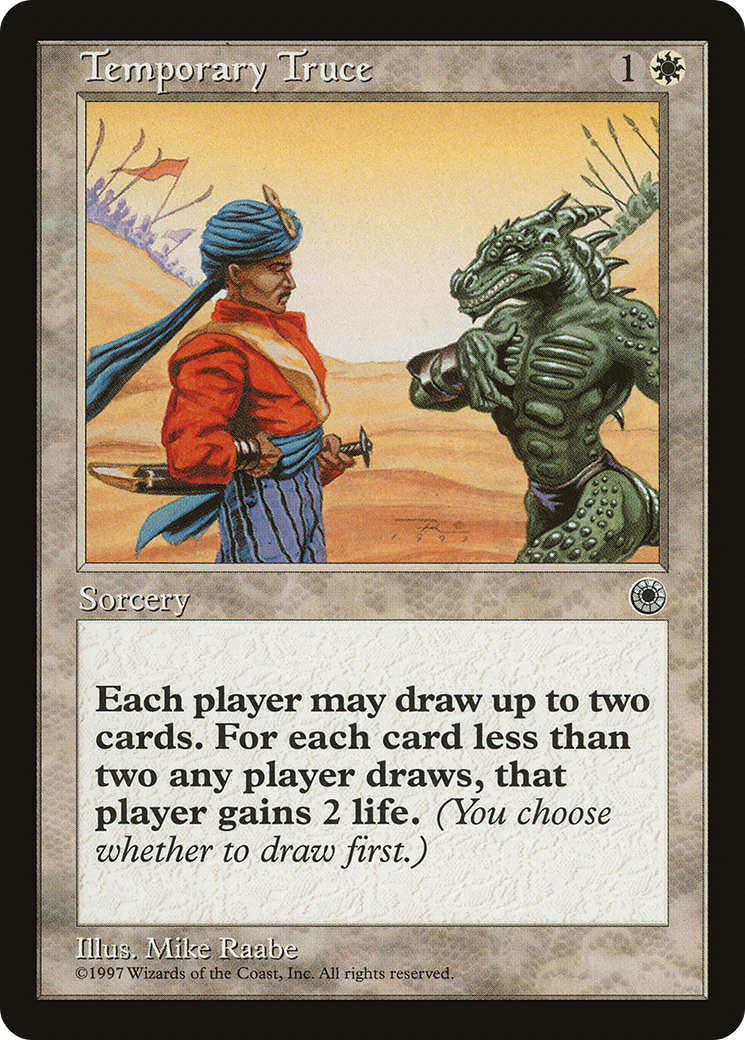 Temporary Truce 1
Sorcery
Each player may draw up to two
cards. For each card less than
two any player draws, that
player gains 2 life. (You choose
whether to draw first.)
Illus. Mike Raabe
©1997 Wizards of the Coast, Inc. All rights reserved.